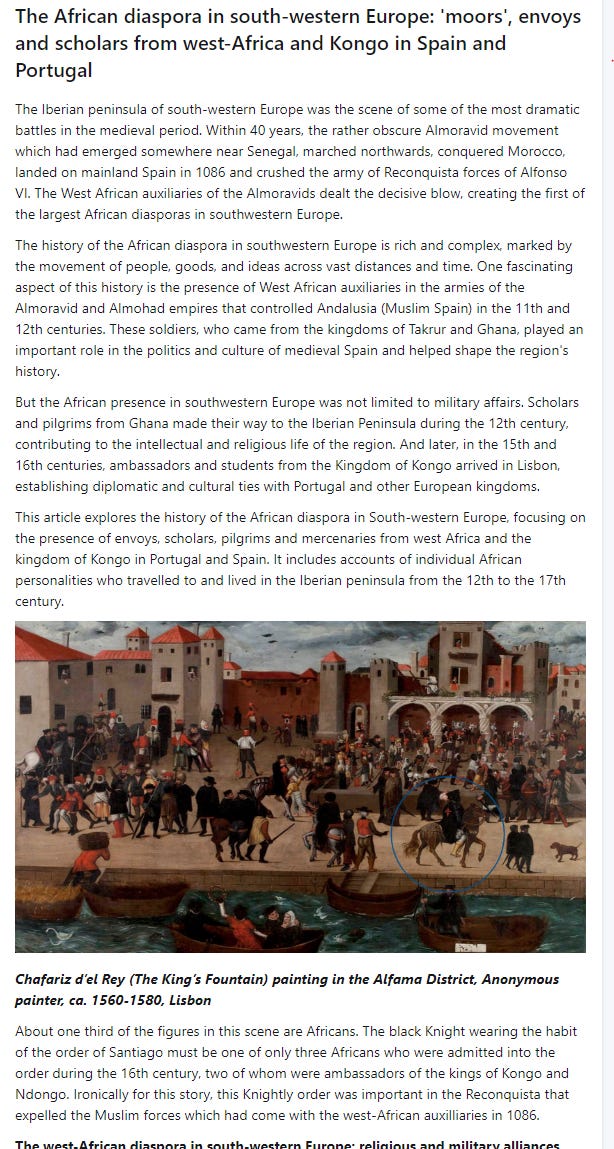 The African diaspora in south-western Europe: 'moors', envoys
and scholars from west-Africa and Kongo in Spain and
Portugal
The Iberian peninsula of south-western Europe was the scene of some of the most dramatic
battles in the medieval period. Within 40 years, the rather obscure Almoravid movement
which had emerged somewhere near Senegal, marched northwards, conquered Morocco,
landed on mainland Spain in 1086 and crushed the army of Reconquista forces of Alfonso
VI. The West African auxiliaries of the Almoravids dealt the decisive blow, creating the first of
the largest African diasporas in southwestern Europe.
The history of the African diaspora in southwestern Europe is rich and complex, marked by
the movement of people, goods, and ideas across vast distances and time. One fascinating
aspect of this history is the presence of West African auxiliaries in the armies of the
Almoravid and Almohad empires that controlled Andalusia (Muslim Spain) in the 11th and
12th centuries. These soldiers, who came from the kingdoms of Takrur and Ghana, played an
important role in the politics and culture of medieval Spain and helped shape the region's
history.
But the African presence in southwestern Europe was not limited to military affairs. Scholars
and pilgrims from Ghana made their way to the Iberian Peninsula during the 12th century,
contributing to the intellectual and religious life of the region. And later, in the 15th and
16th centuries, ambassadors and students from the Kingdom of Kongo arrived in Lisbon,
establishing diplomatic and cultural ties with Portugal and other European kingdoms.
This article explores the history of the African diaspora in South-western Europe, focusing on
the presence of envoys, scholars, pilgrims and mercenaries from west Africa and the
kingdom of Kongo in Portugal and Spain. It includes accounts of individual African
personalities who travelled to and lived in the Iberian peninsula from the 12th to the 17th
century.
Chafariz d'el Rey (The King's Fountain) painting in the Alfama District, Anonymous
painter, ca. 1560-1580, Lisbon
About one third of the figures in this scene are Africans. The black Knight wearing the habit
of the order of Santiago must be one of only three Africans who were admitted into the
order during the 16th century, two of whom were ambassadors of the kings of Kongo and
Ndongo. Ironically for this story, this Knightly order was important in the Reconquista that
expelled the Muslim forces which had come with the west-African auxilliaries in 1086.
The west-African diaspora in south-western Europe: religious and military alliances